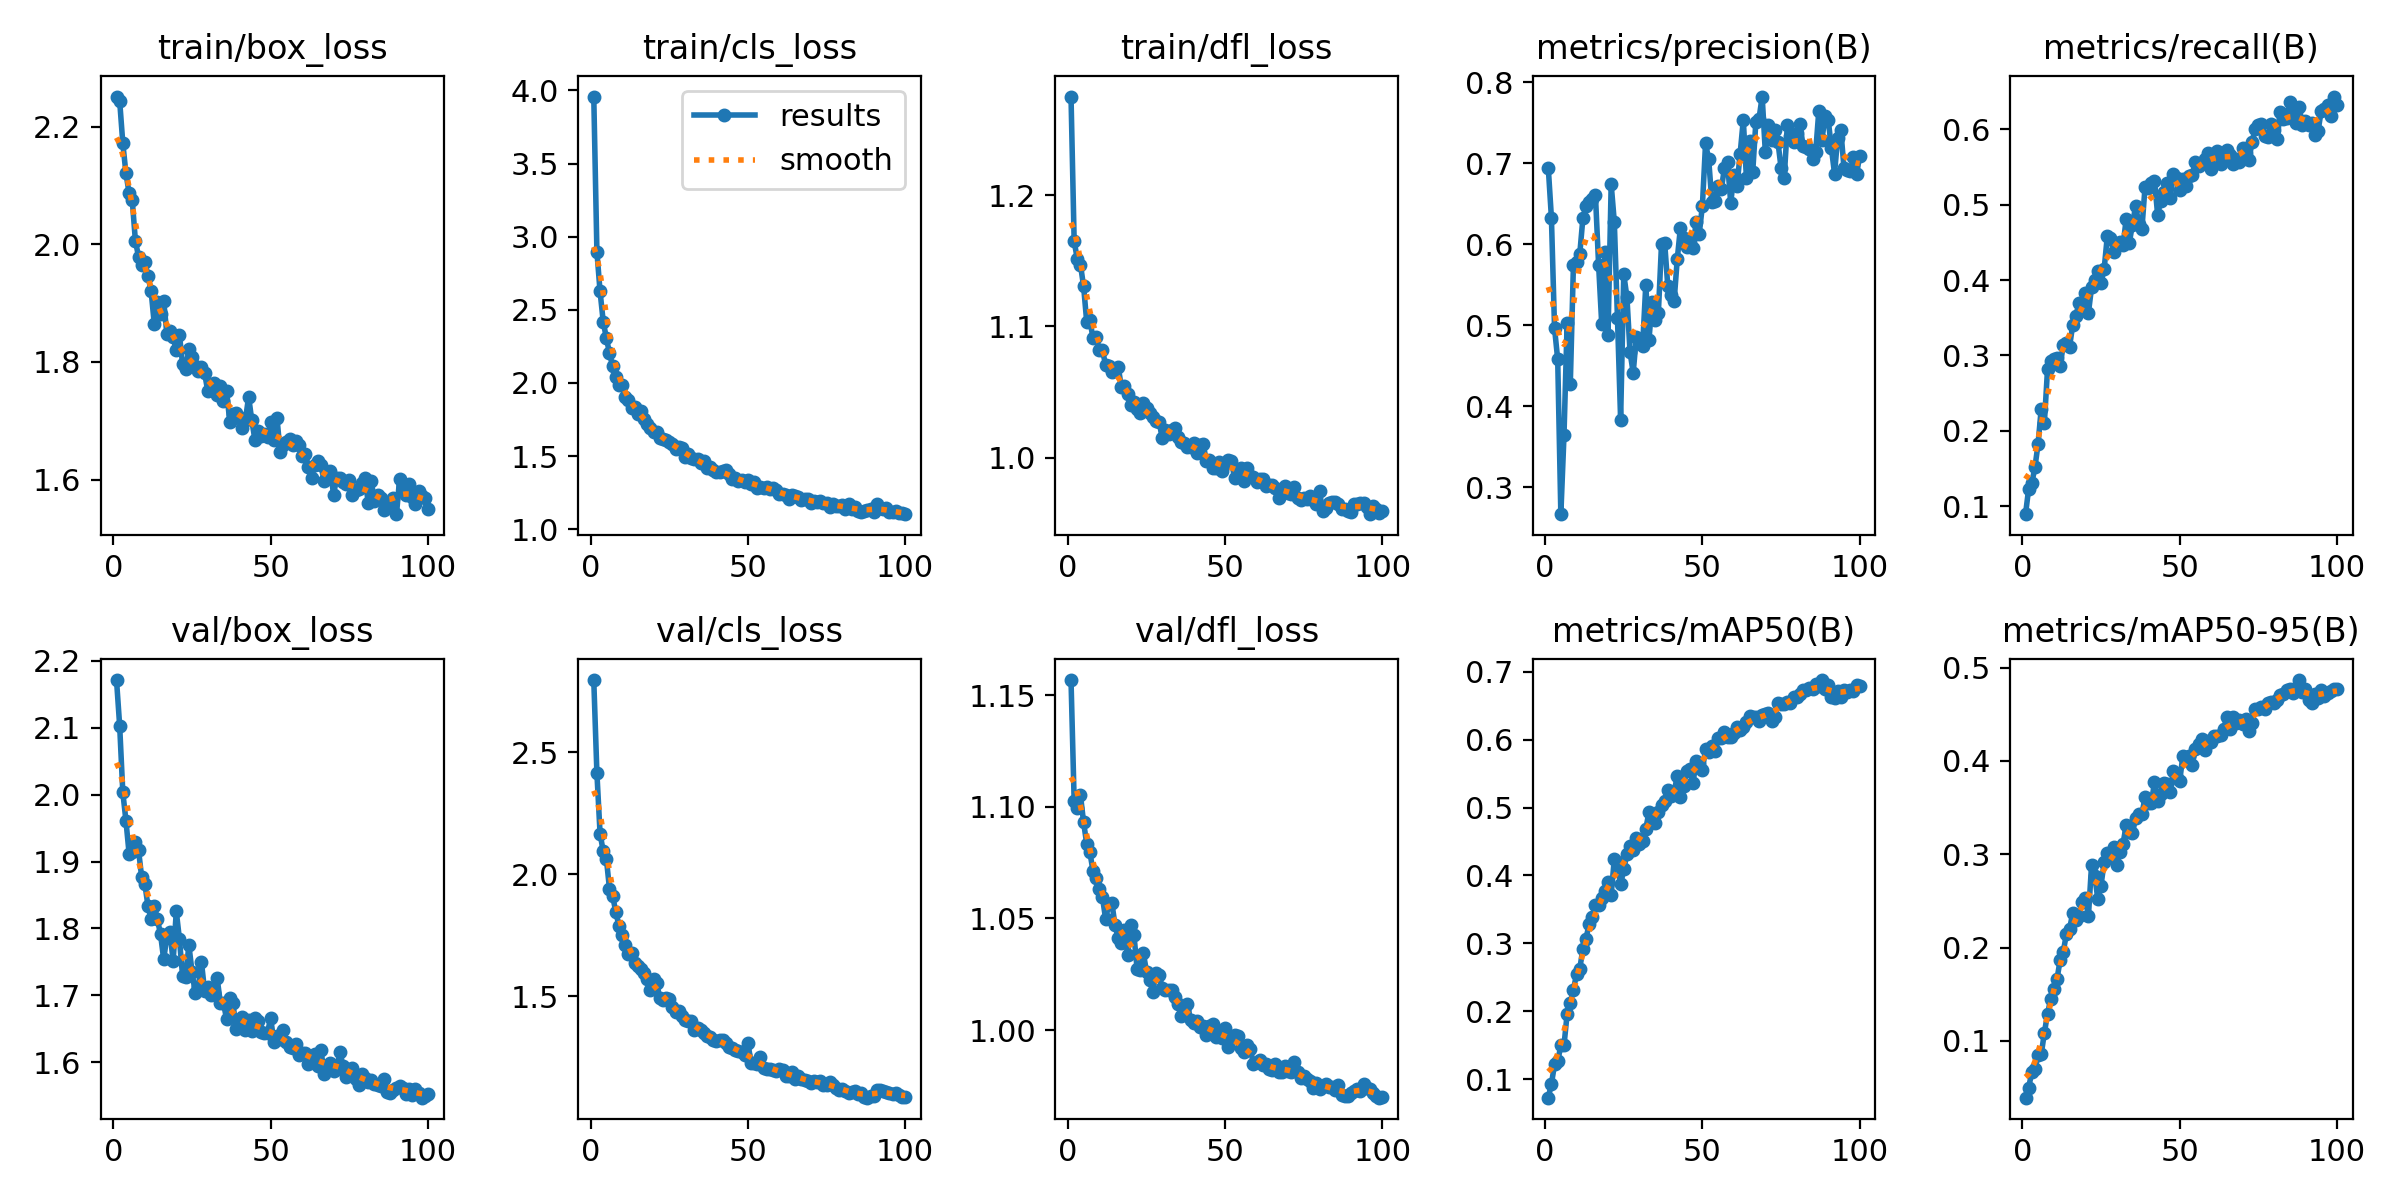 train/box_loss
2.2
2.0
1.8
1.6
0 50 100
train/cls_loss
results
smooth
4.0
3.5
3.0
2.5
2.0
1.5
1.0
0 50 100
train/dfl_loss
1.2
1.1
1.0
0 50 100
metrics/precision(B)
0.8
0.7
0.6
0.5
0.4
0.3
0 50 100
metrics/recall(B)
0.6
0.5
0.4
0.3
0.2
0.1
0 50 100
val/box_loss
2.2
2.1
2.0
1.9
1.8
1.7
1.6
0 50 100
val/cls_loss
2.5
2.0
1.5
0 50 100
val/dfl_loss
1.15
1.10
1.05
1.00
0 50 100
metrics/mAP50(B)
0.7
0.6
0.5
0.4
0.3
0.2
0.1
0 50 100
metrics/mAP50-95(B)
0.5
0.4
0.3
0.2
0.1
0 50 100